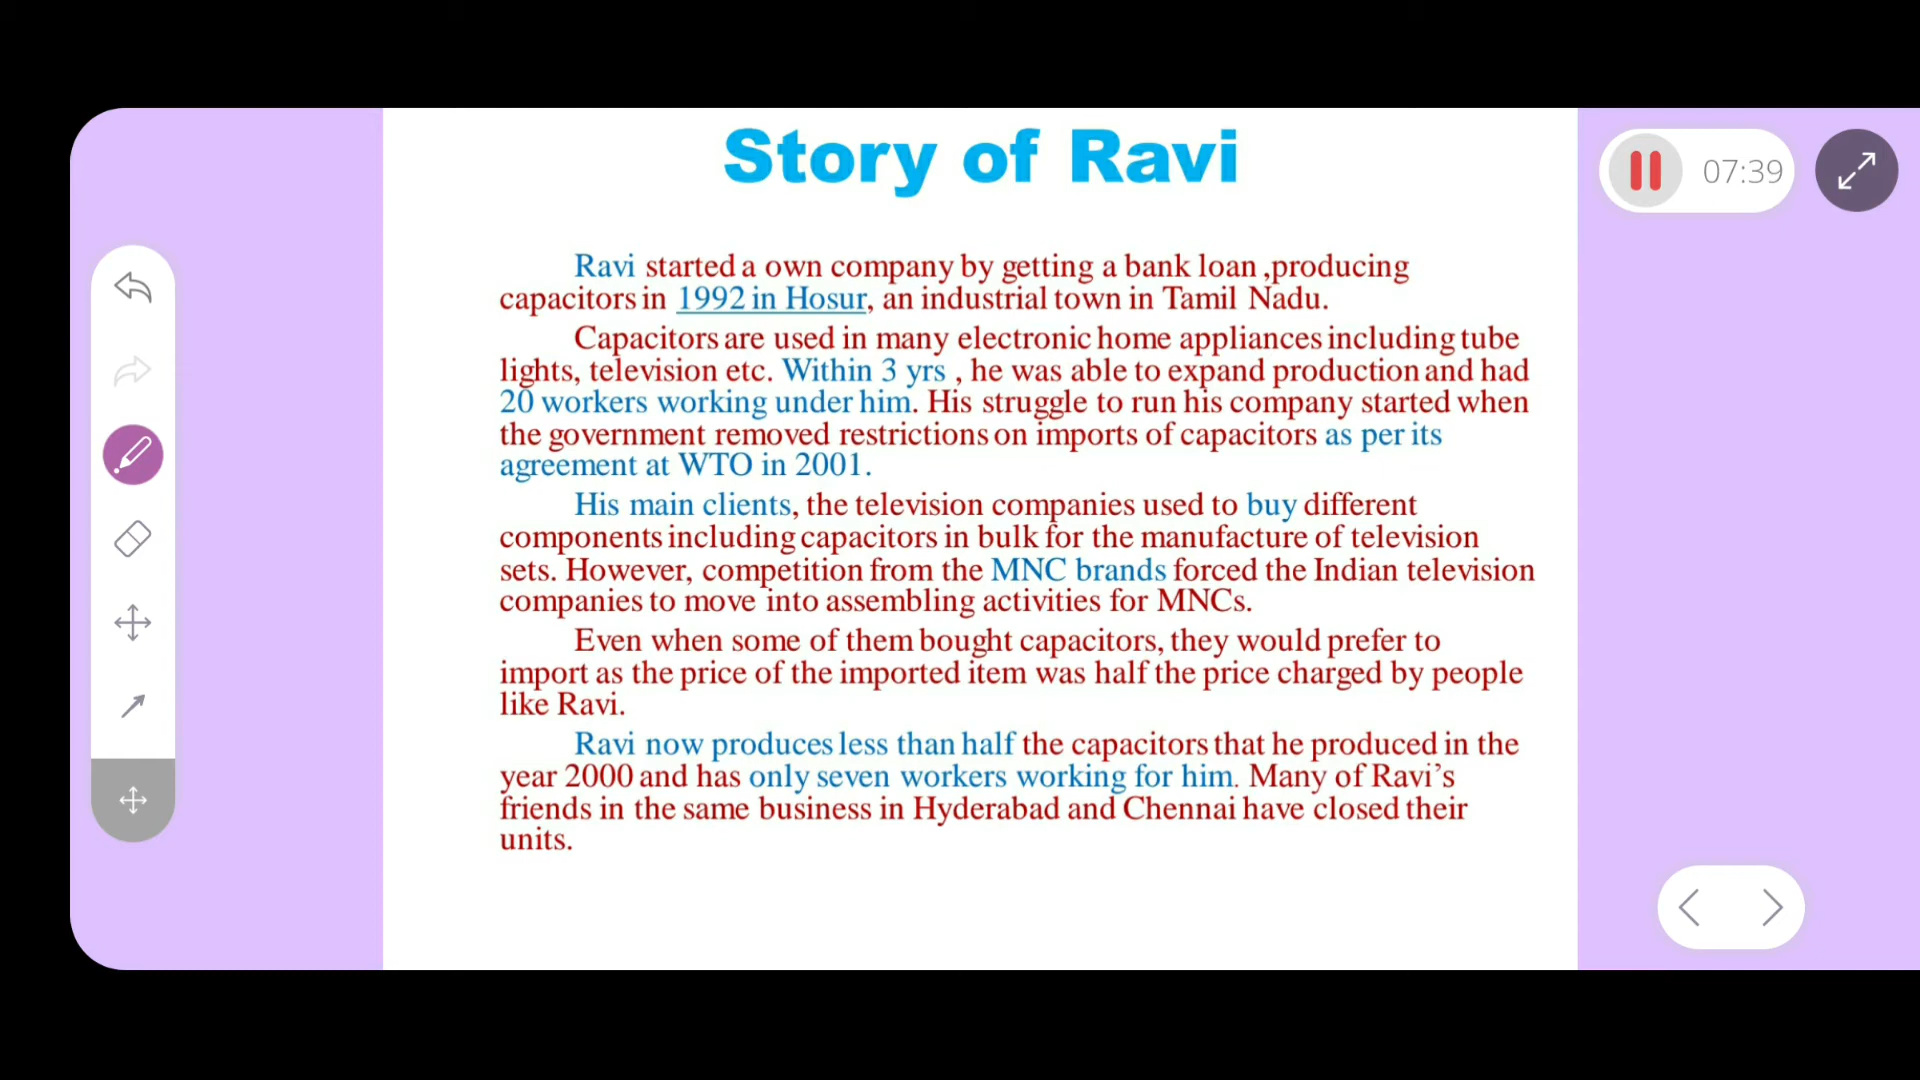 Story of Ravi
07:39
Ravi started a own company by getting a bank loan ,producing
capacitors in 1992 in Hosur, an industrial town in Tamil Nadu.
Capacitors are used in many electronic home appliances including tube
lights, television etc. Within 3 yrs , he was able to expand production and had
20 workers working under him. His struggle to run his company started when
the government removed restrictions on imports of capacitors as per its
agreement at WTO in 2001.
His main clients, the television companies used to buy different
components including capacitors in bulk for the manufacture of television
sets. However, competition from the MNC brands forced the Indian television
companies to move into assembling activities for MNCs.
Even when some of them bought capacitors, they would prefer to
import as the price of the imported item was half the price charged by people
like Ravi.
Ravi now produces less than half the capacitors that he produced in the
year 2000 and has only seven workers working for him. Many of Ravi’s
friends in the same business in Hyderabad and Chennai have closed their
units.